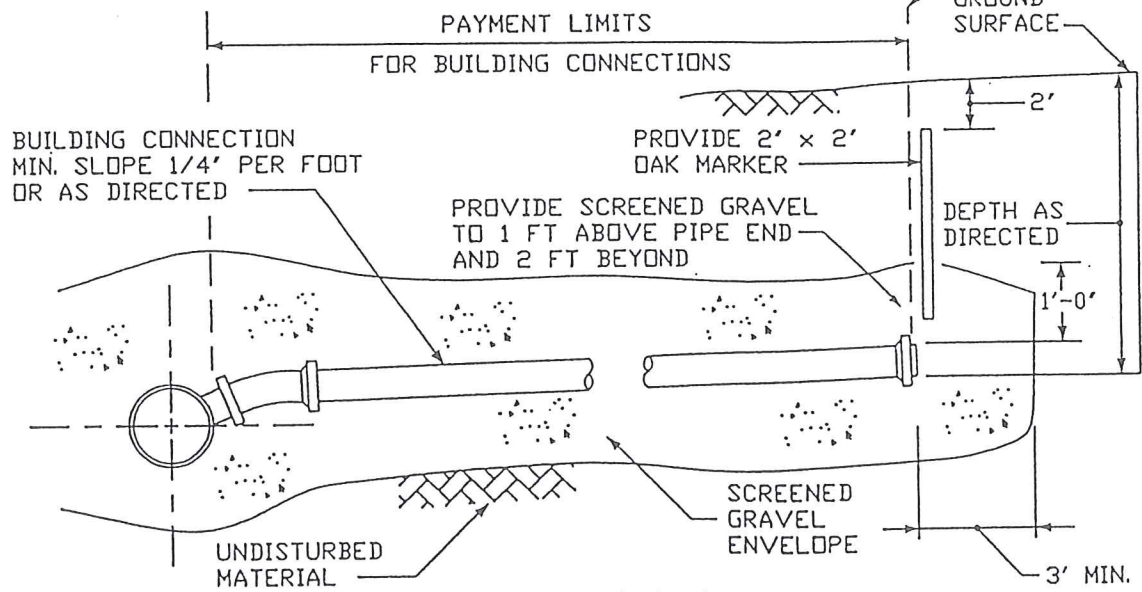 PAYMENT LIMITS
FOR BUILDING CONNECTIONS
GROUND
SURFACE
2'
BUILDING CONNECTION
MIN. SLOPE 1/4' PER FOOT
OR AS DIRECTED
PROVIDE 2' x 2'
OAK MARKER
PROVIDE SCREENED GRAVEL
TO 1 FT ABOVE PIPE END
AND 2 FT BEYOND
DEPTH AS
DIRECTED
1'-0'
SCREENED
GRAVEL
ENVELOPE
UNDISTURBED
MATERIAL
3' MIN.